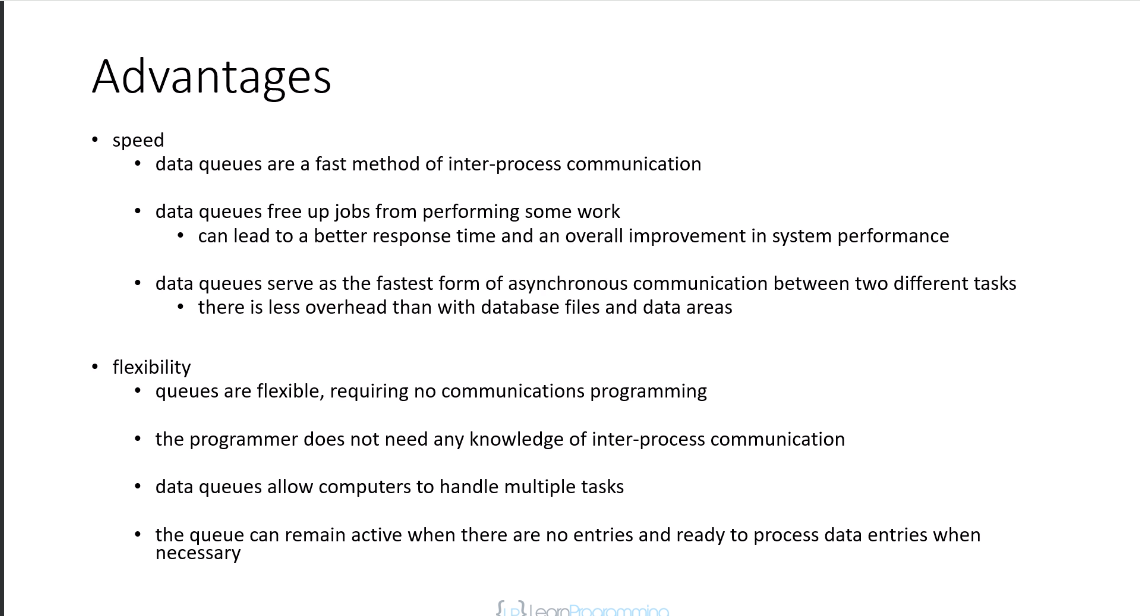 Advantages
• speed
• data queues are a fast method of inter-process communication
• data queues free up jobs from performing some work
• can lead to a better response time and an overall improvement in system performance
• data queues serve as the fastest form of asynchronous communication between two different tasks
• there is less overhead than with database files and data areas
• flexibility
• queues are flexible, requiring no communications programming
• the programmer does not need any knowledge of inter-process communication
• data queues allow computers to handle multiple tasks
• the queue can remain active when there are no entries and ready to process data entries when
necessary
{LP} LearnProgramming